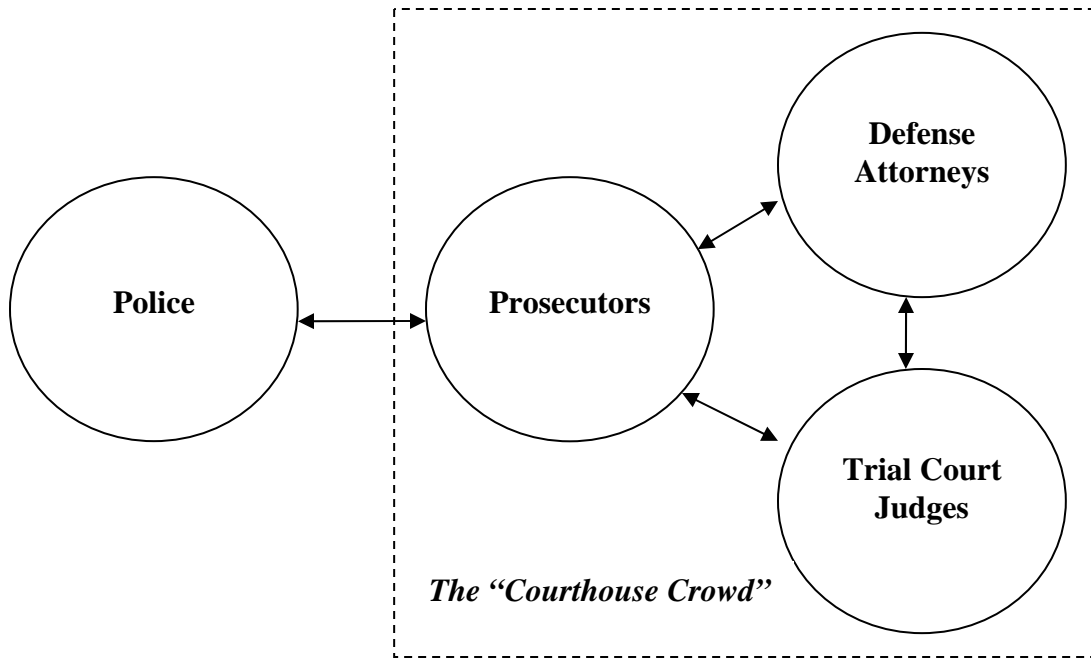 Police
Prosecutors
Defense
Attorneys
Trial Court
Judges
The “Courthouse Crowd”